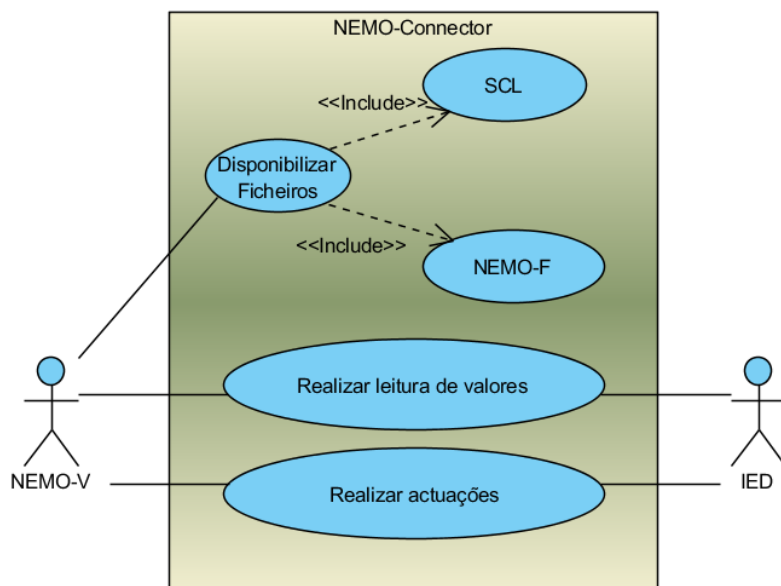 NEMO-Connector
SCL
<<Include>>
Disponibilizar
Ficheiros
<<Include>>
NEMO-F
Realizar leitura de valores
NEMO-V
IED
Realizar actuações